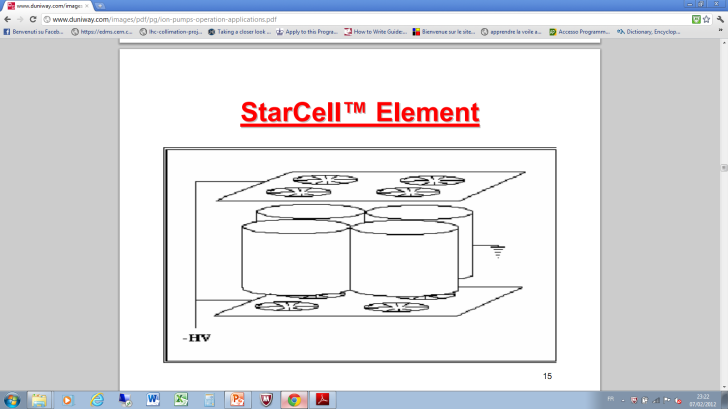 www.duniway.com/image
www.duniway.com/images/pdf/pg/ion-pumps-operation-applications.pdf
Benvenuti su Faceb...
https://edms.cern.c...
lhc-collimation-proj...
Taking a closer look ...
Apply to this Progra...
How to Write Guide:...
Bienvenue sur le site...
apprendre la voile a...
Accesso Programm...
Dictionary, Encyclop...
StarCell™ Element
-HV
15
23:22
07/02/2012